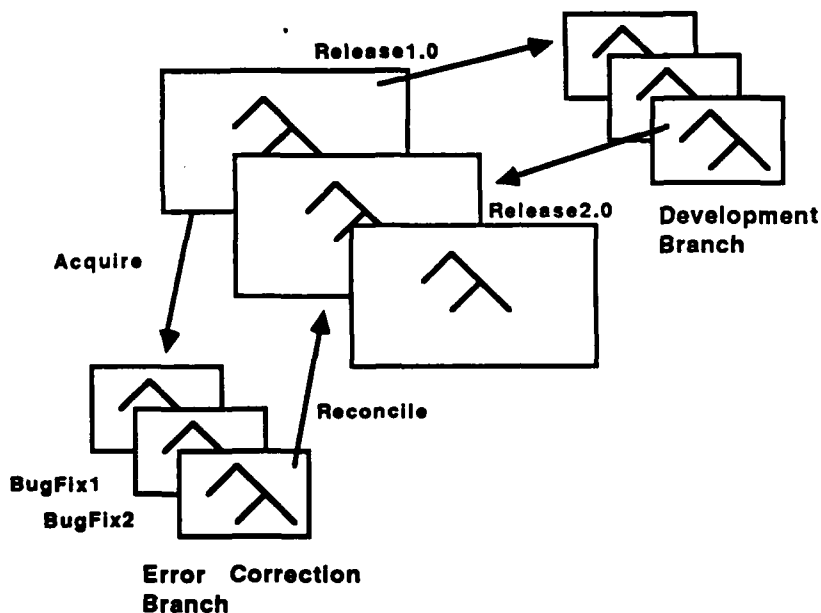 Release1.0
Release2.0
Development
Branch
Acquire
Reconcile
BugFix1
BugFix2
Error Correction
Branch